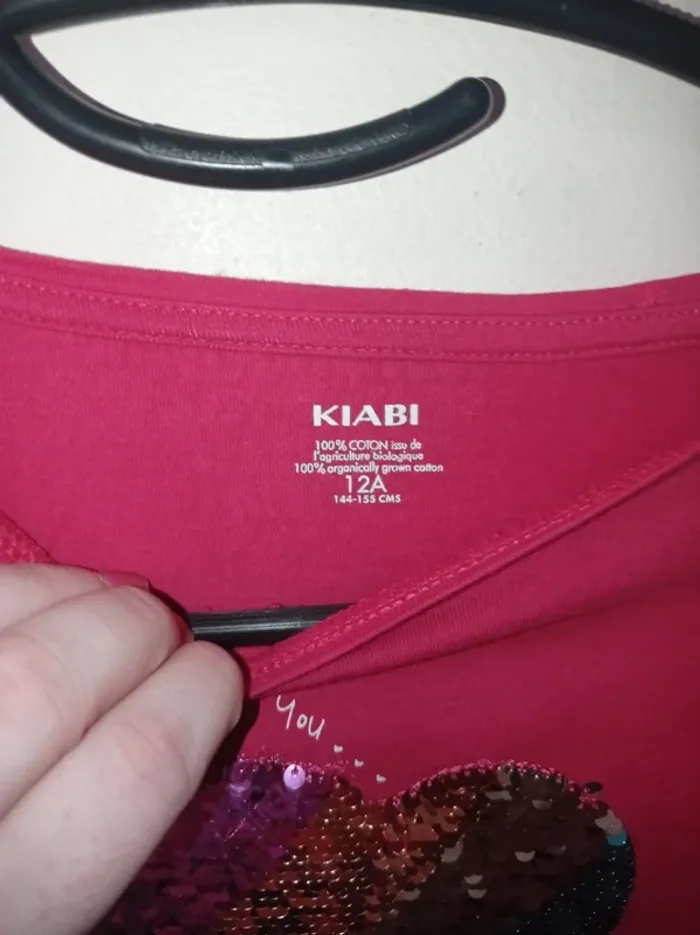 KIABI
100% COTON issu de
l'agriculture biologique
100% organically grown cotton
12A
144-155 CMS
You...